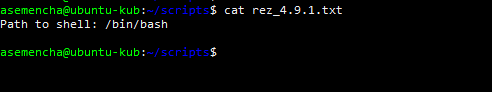 asemencha@ubuntu-kub:~/scripts$ cat rez_4.9.1.txt
Path to shell: /bin/bash
asemencha@ubuntu-kub:~/scripts$